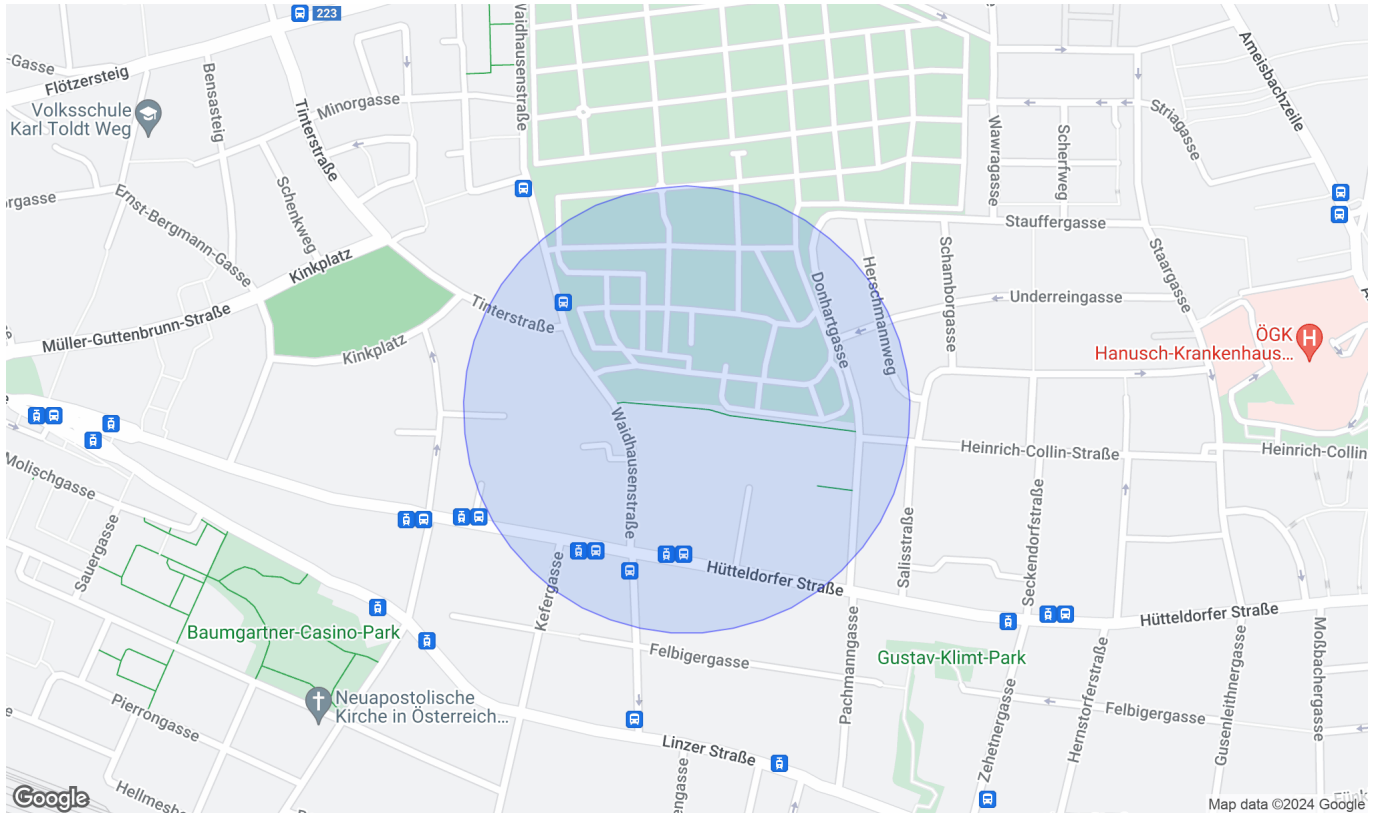 223
-Gasse
Flötzersteig
Bensasteig
Tinterstraße
Minorgasse
Waidhausenstraße
Volksschule
Karl Toldt Weg
Ameisbachzeile
Striagasse
Wawragasse
Scherfweg
Schenkweg
Ernst-Bergmann-Gasse
Kinkplatz
Stauffergasse
Staargasse
Schamborgasse
Herschmannweg
Donhartgasse
Underreingasse
Tinterstraße
Müller-Guttenbrunn-Straße
Kinkplatz
ÖGK
Hanusch-Krankenhaus...
Waidhausenstraße
Heinrich-Collin-Straße
Heinrich-Collin
Molischgasse
Sauergasse
Kefergasse
Hütteldorfer Straße
Salisstraße
Seckendorfstraße
Hütteldorfer Straße
Baumgartner-Casino-Park
Felbigergasse
Gustav-Klimt-Park
Pachmanngasse
Neuapostolische
Kirche in Österreich...
Pierrongasse
Felbigergasse
Zehetnergasse
Hernstorferstraße
Gusenleithnergasse
Moßbachergasse
Linzer Straße
Hellmesb
engasse
Google
Map data ©2024 Google